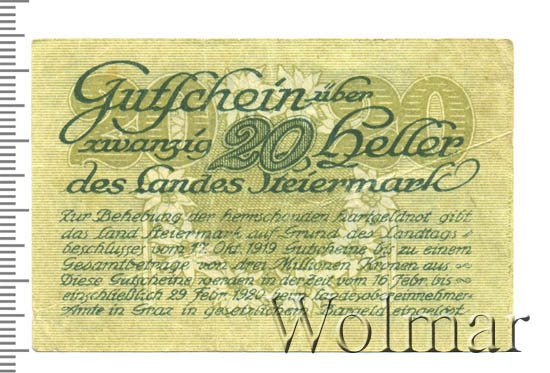 20 20
Gutschein über
zwanzig 20 Heller
des Landes Steiermark
Zur Behebung der herrschenden Hartgeldnot gibt
das Land Steiermark auf Grund des Landtags-
beschlusses vom 17. Okt. 1919 Gutscheine bis zu einem
Gesamtbetrage von drei Millionen Kronen aus
Diese Gutscheine werden in der Zeit vom 16. Febr. bis
einschließlich 29. Febr. 1920 beim Landesobereinnehmer-
Amte in Graz in gesetzlichem Bargeld eingelöst
Wolmar